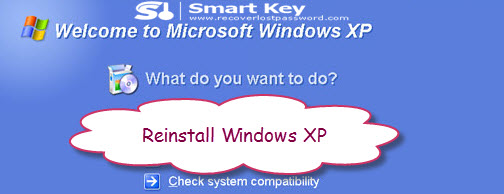 Smart Key
www.recoverlostpassword.com
Welcome to Microsoft Windows XP
What do you want to do?
Reinstall Windows XP
Check system compatibility